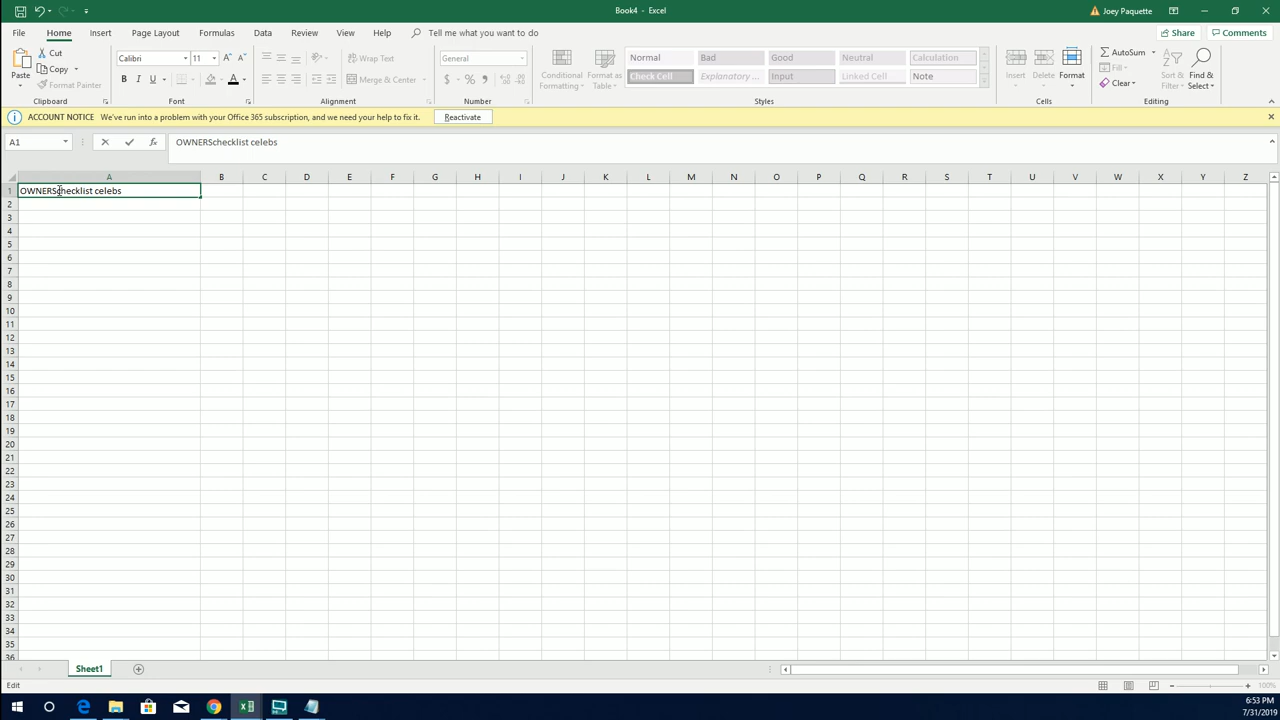 Book4 - Excel
Joey Paquette
File Home Insert Page Layout Formulas Data Review View Help Tell me what you want to do Share Comments
Paste Cut Copy Format Painter Clipboard
Calibri 11 B I U A Font
Wrap Text Merge & Center Alignment
General $ % Number
Conditional Formatting Format as Table
Normal Bad Good Neutral Calculation
Check Cell Explanatory ... Input Linked Cell Note
Styles
Insert Delete Format Cells
AutoSum Fill Clear Sort & Filter Find & Select Editing
ACCOUNT NOTICE We've run into a problem with your Office 365 subscription, and we need your help to fix it. Reactivate
A1 fx OWNERSchecklist celebs
A B C D E F G H I J K L M N O P Q R S T U V W X Y Z
1 OWNERSchecklist celebs
2
3
4
5
6
7
8
9
10
11
12
13
14
15
16
17
18
19
20
21
22
23
24
25
26
27
28
29
30
31
32
33
34
35
36
Sheet1
Edit 100%
6:53 PM
7/31/2019